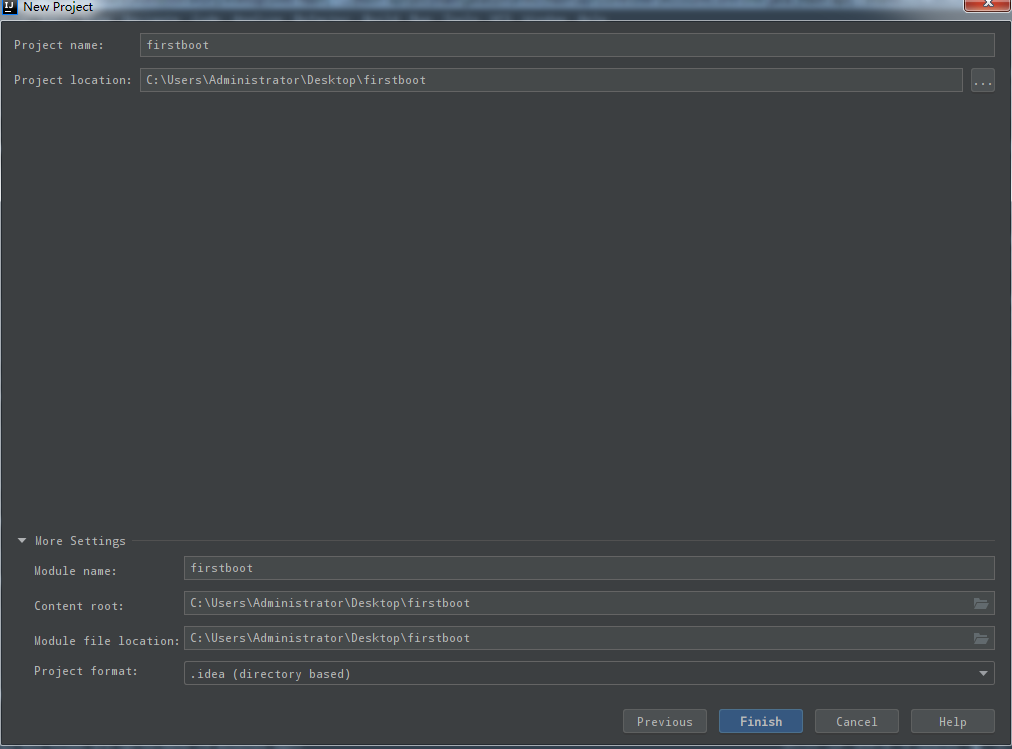 New Project
Project name: firstboot
Project location: C:\Users\Administrator\Desktop\firstboot ...
More Settings
Module name: firstboot
Content root: C:\Users\Administrator\Desktop\firstboot
Module file location: C:\Users\Administrator\Desktop\firstboot
Project format: .idea (directory based)
Previous Finish Cancel Help